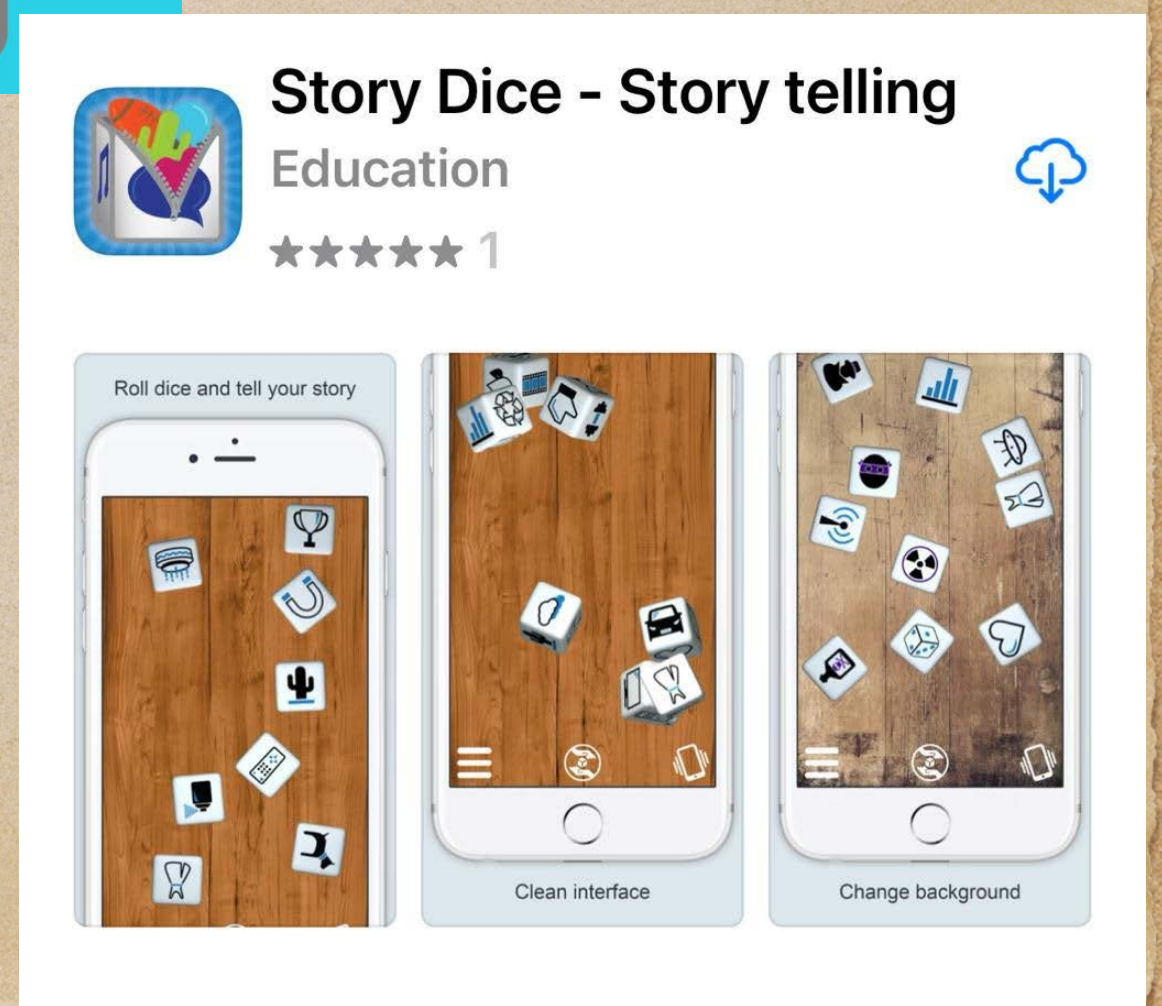 Story Dice - Story telling
Education
★★★★★ 1
Roll dice and tell your story
Clean interface
Change background